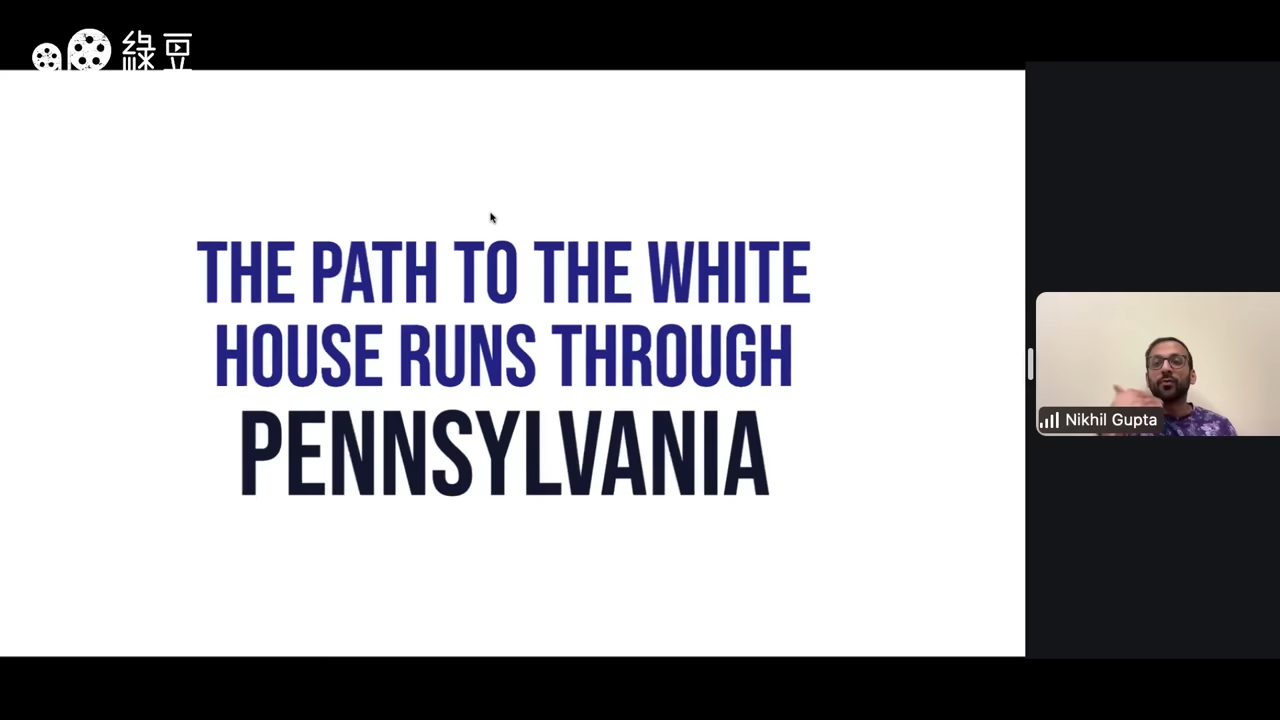 綠豆
THE PATH TO THE WHITE
HOUSE RUNS THROUGH
PENNSYLVANIA
Nikhil Gupta